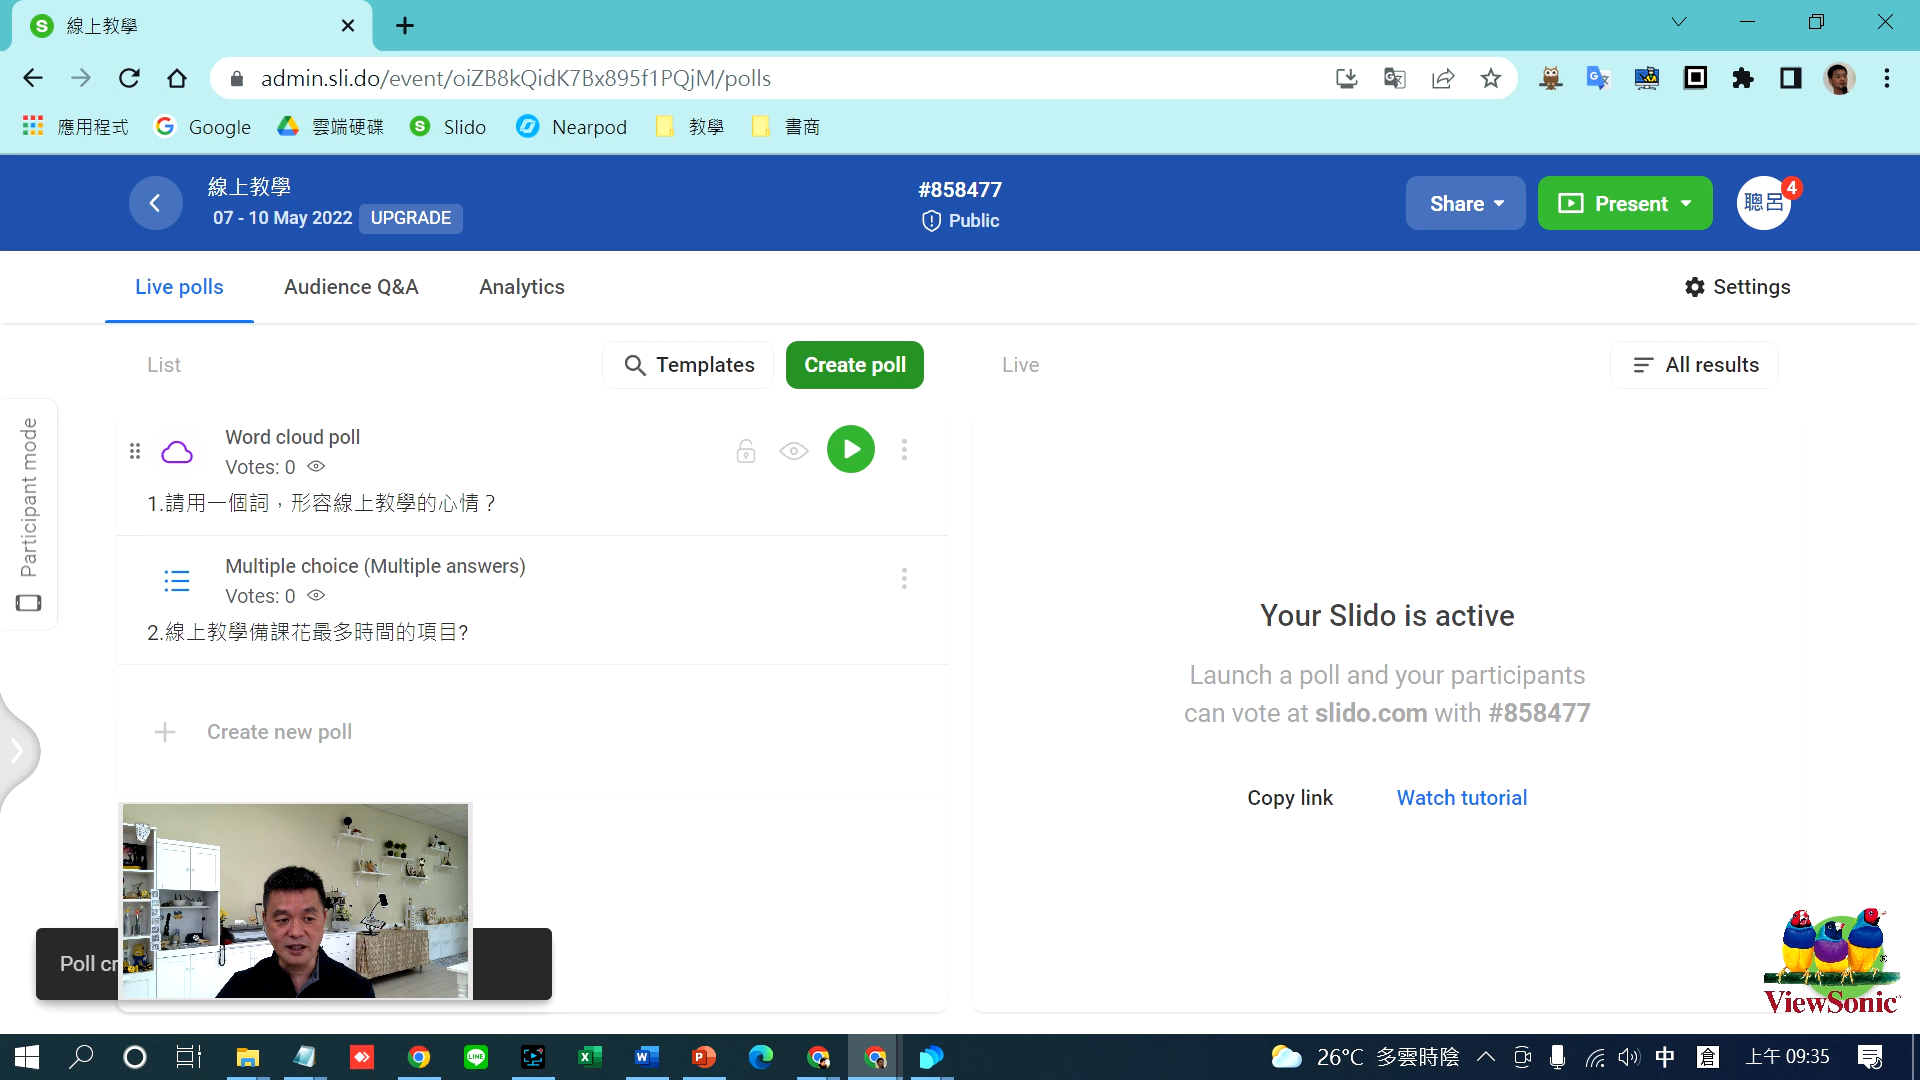 線上教學
admin.sli.do/event/oiZB8kQidK7Bx895f1PQjM/polls
應用程式 Google 雲端硬碟 Slido Nearpod 教學 書商
線上教學
07 - 10 May 2022 UPGRADE
#858477
Public
Share
Present
聰呂
4
Live polls Audience Q&A Analytics Settings
List Templates Create poll Live All results
Participant mode
Word cloud poll
Votes: 0
1.請用一個詞，形容線上教學的心情？
Multiple choice (Multiple answers)
Votes: 0
2.線上教學備課花最多時間的項目?
Create new poll
Your Slido is active
Launch a poll and your participants
can vote at slido.com with #858477
Copy link Watch tutorial
Poll cr
ViewSonic
26°C 多雲時陰 中 倉 上午 09:35